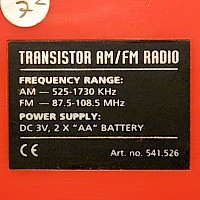 TRANSISTOR AM/FM RADIO
FREQUENCY RANGE:
AM — 525-1730 KHz
FM — 87.5-108.5 MHz
POWER SUPPLY:
DC 3V, 2 X "AA" BATTERY
CE Art. no. 541.526